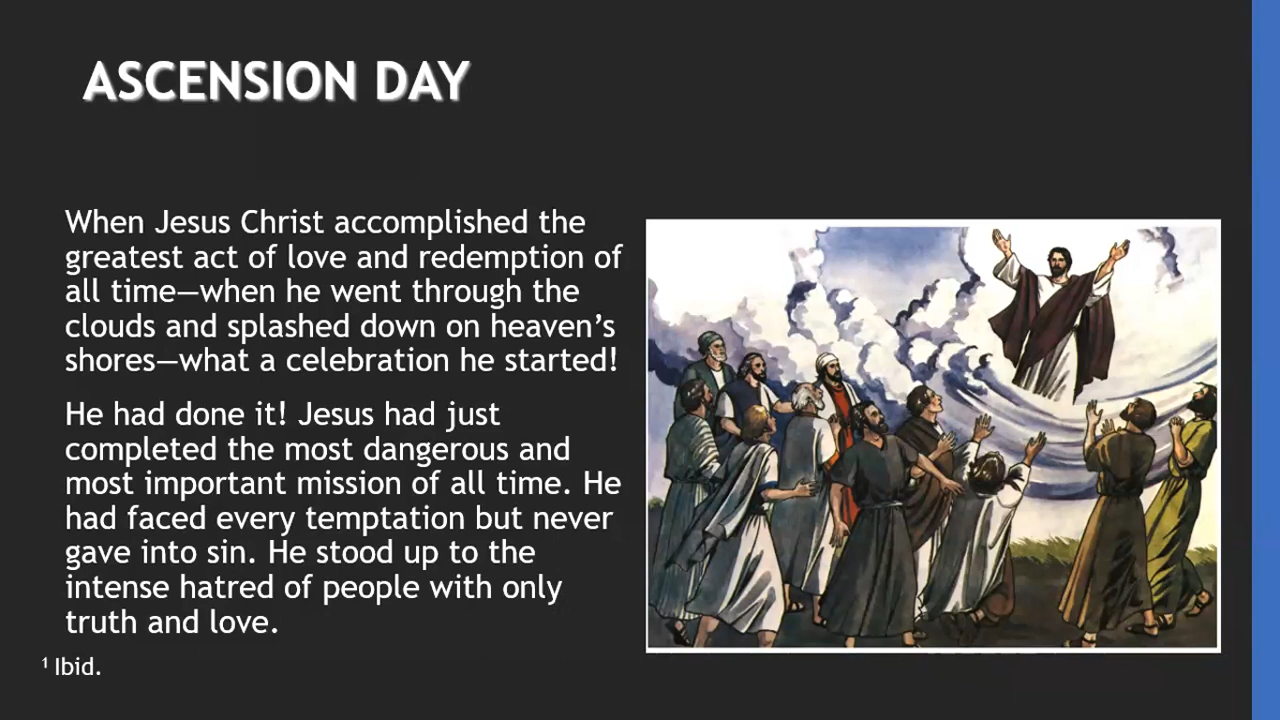 ASCENSION DAY
When Jesus Christ accomplished the
greatest act of love and redemption of
all time—when he went through the
clouds and splashed down on heaven’s
shores—what a celebration he started!
He had done it! Jesus had just
completed the most dangerous and
most important mission of all time. He
had faced every temptation but never
gave into sin. He stood up to the
intense hatred of people with only
truth and love.
¹ Ibid.